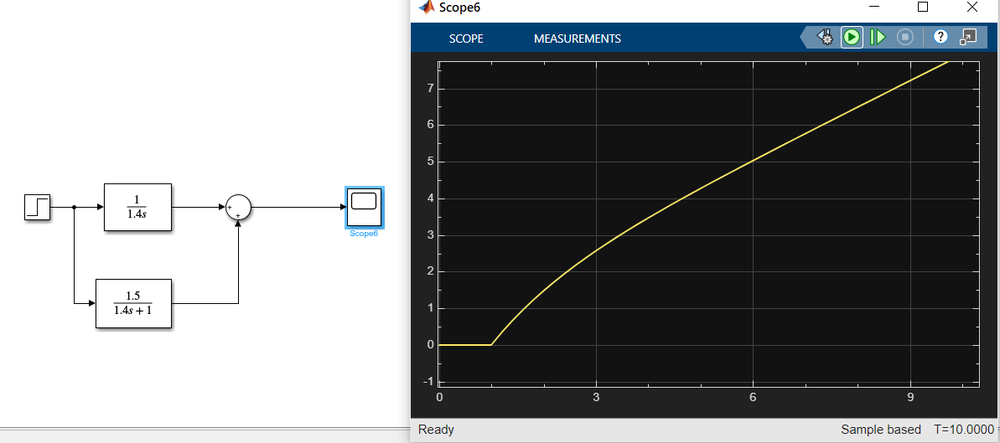 Scope6
SCOPE MEASUREMENTS
?
1
1.4s
+
+
Scope6
1.5
1.4s + 1
7
6
5
4
3
2
1
0
-1
0 3 6 9
Ready Sample based T=10.0000